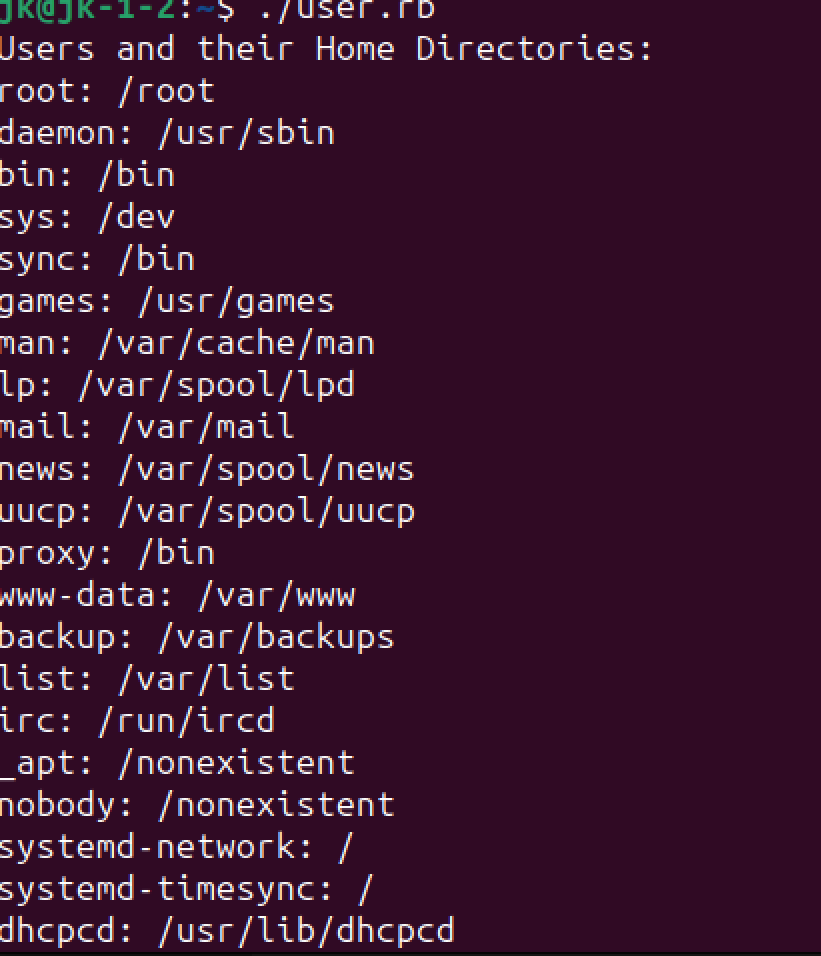 jk@jk-1-2:~$ ./user.rb
Users and their Home Directories:
root: /root
daemon: /usr/sbin
bin: /bin
sys: /dev
sync: /bin
games: /usr/games
man: /var/cache/man
lp: /var/spool/lpd
mail: /var/mail
news: /var/spool/news
uucp: /var/spool/uucp
proxy: /bin
www-data: /var/www
backup: /var/backups
list: /var/list
irc: /run/ircd
_apt: /nonexistent
nobody: /nonexistent
systemd-network: /
systemd-timesync: /
dhcpcd: /usr/lib/dhcpcd